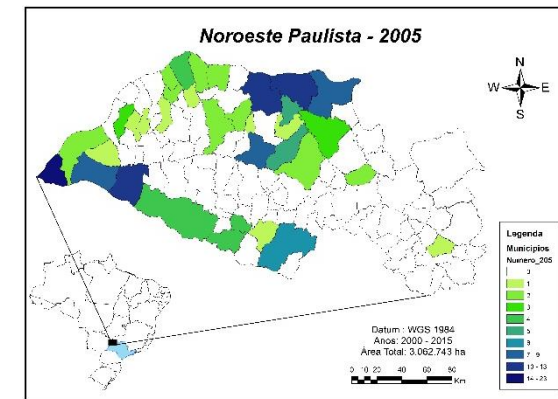 Noroeste Paulista - 2005
N
W E
S
Legenda
Municipios
Numero_205
0
1
2
3
4
5
6
7 - 9
10 - 13
14 - 23
Datum : WGS 1984
Anos: 2000 - 2015
Área Total: 3.062.743 ha
0 10 20 40 60 80
Km